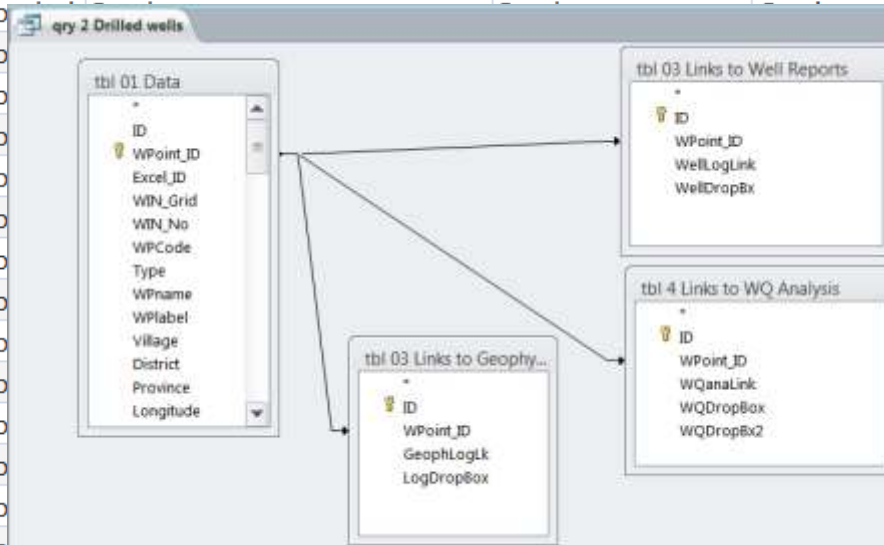 qry 2 Drilled wells
tbl 01 Data
*
ID
WPoint_ID
Excel_ID
WIN_Grid
WIN_No
WPCode
Type
WPname
WPlabel
Village
District
Province
Longitude
tbl 03 Links to Well Reports
*
ID
WPoint_ID
WellLogLink
WellDropBx
tbl 03 Links to Geophy...
*
ID
WPoint_ID
GeophLogLk
LogDropBox
tbl 4 Links to WQ Analysis
*
ID
WPoint_ID
WQanaLink
WQDropBox
WQDropBx2